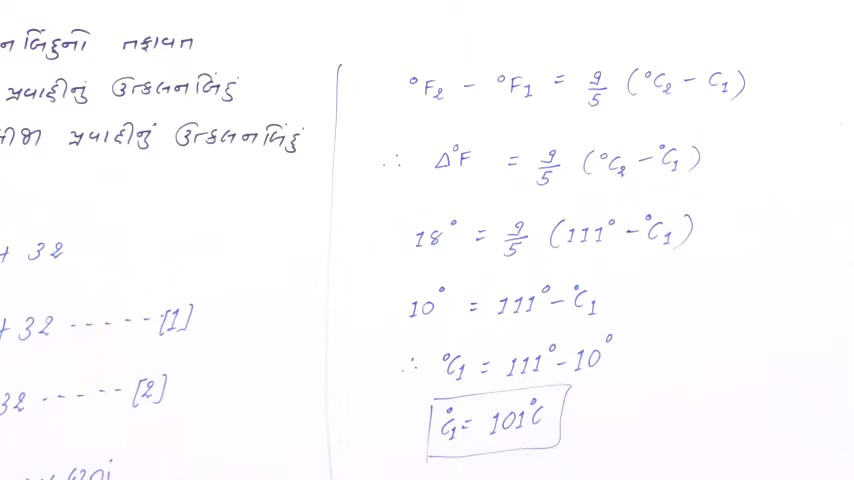 ન બિંદુનો તફાવત
પ્રવાહીનું ઉત્કલનબિંદુ
પ્રવાહીનું ઉત્કલનબિંદુ
+ 32
+ 32 ----- [1]
32 ----- [2]
°F₂ - °F₁ = 9/5 (°C₂ - C₁)
∴ Δ°F = 9/5 (°C₂ - °C₁)
18° = 9/5 (111° - °C₁)
10° = 111° - °C₁
∴ °C₁ = 111° - 10°
°C₁ = 101°C